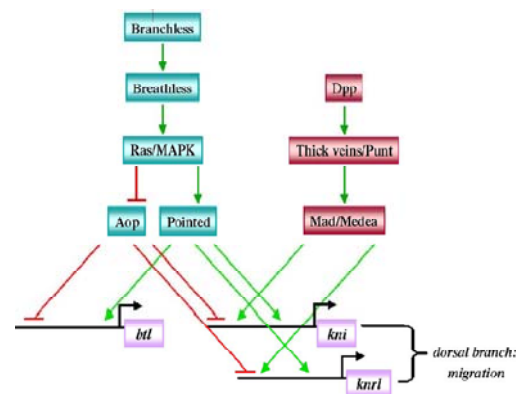 Branchless
Breathless
Dpp
Ras/MAPK
Thick veins/Punt
Aop
Pointed
Mad/Medea
btl
kni
knrl
dorsal branch:
migration